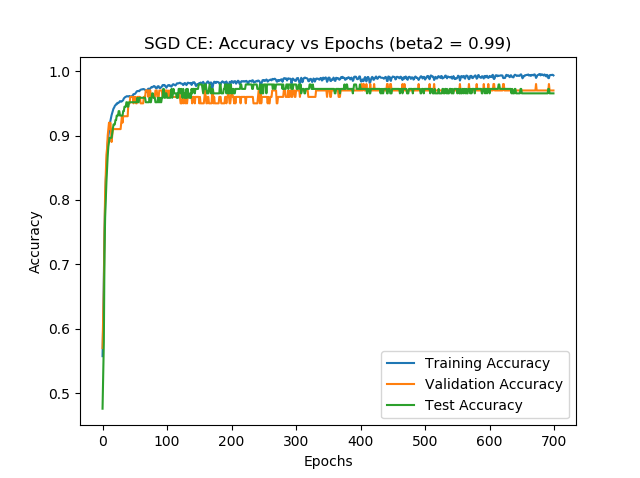 SGD CE: Accuracy vs Epochs (beta2 = 0.99)
1.0
0.9
0.8
0.7
0.6
0.5
Accuracy
Training Accuracy
Validation Accuracy
Test Accuracy
0 100 200 300 400 500 600 700
Epochs